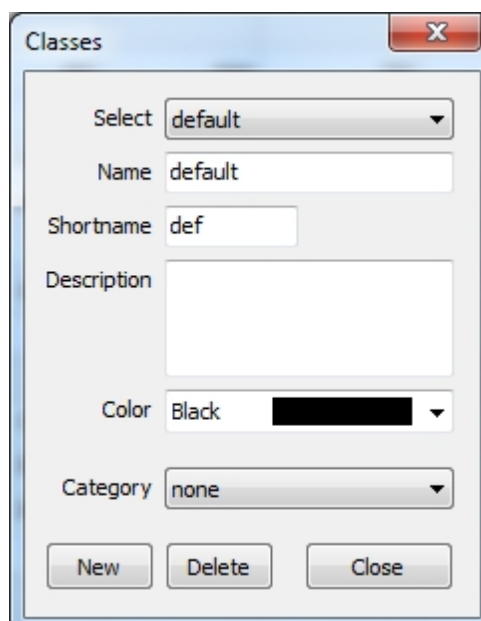 Classes
Select default
Name default
Shortname def
Description
Color Black
Category none
New Delete Close